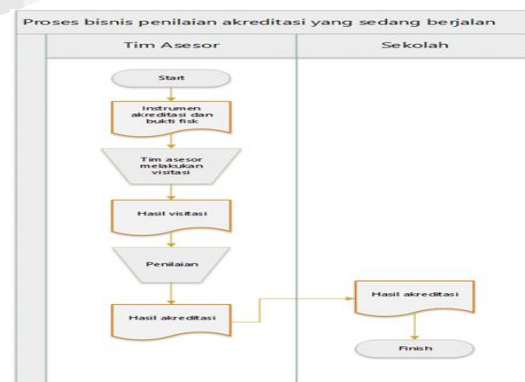 Proses bisnis penilaian akreditasi yang sedang berjalan
Tim Asesor
Sekolah
Start
Instrumen
akreditasi dan
bukti fisk
Tim asesor
melakukan
visitasi
Hasil visitasi
Penilaian
Hasil akreditasi
Hasil akreditasi
Finish